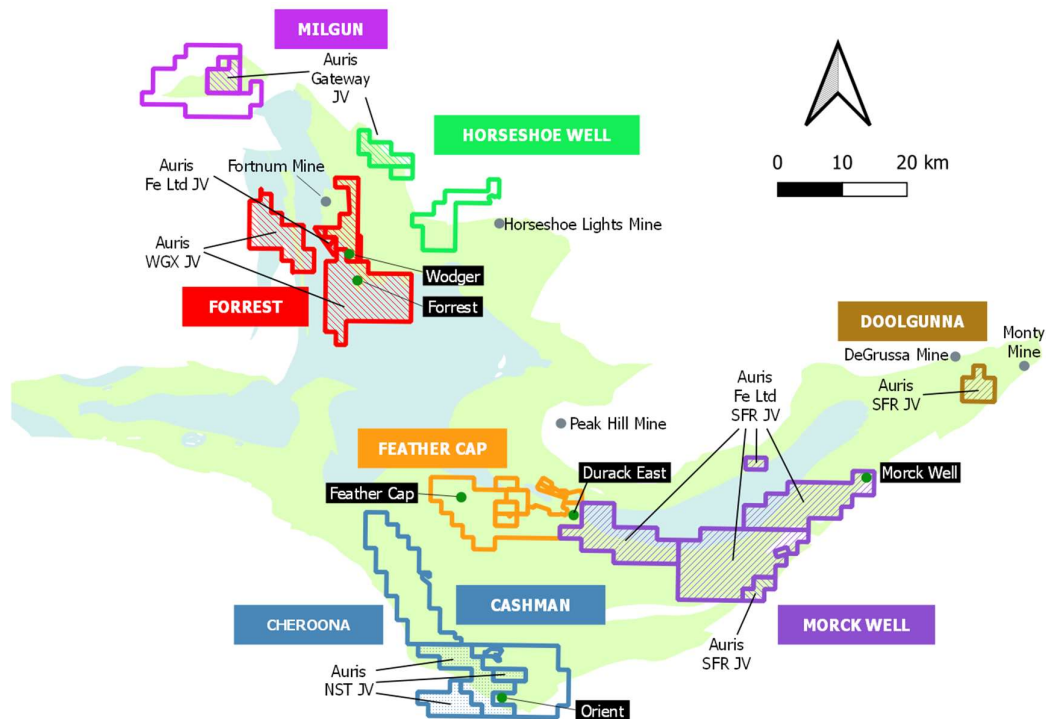 MILGUN
Auris
Gateway
JV
HORSESHOE WELL
0 10 20 km
Auris
Fe Ltd JV
Fortnum Mine
Horseshoe Lights Mine
Auris
WGX JV
Wodger
Forrest
FORREST
DOOLGUNNA
Monty
Mine
DeGrussa Mine
Auris
SFR JV
Auris
Fe Ltd
SFR JV
Peak Hill Mine
FEATHER CAP
Durack East
Morck Well
Feather Cap
CASHMAN
CHEROONA
MORCK WELL
Auris
SFR JV
Auris
NST JV
Orient